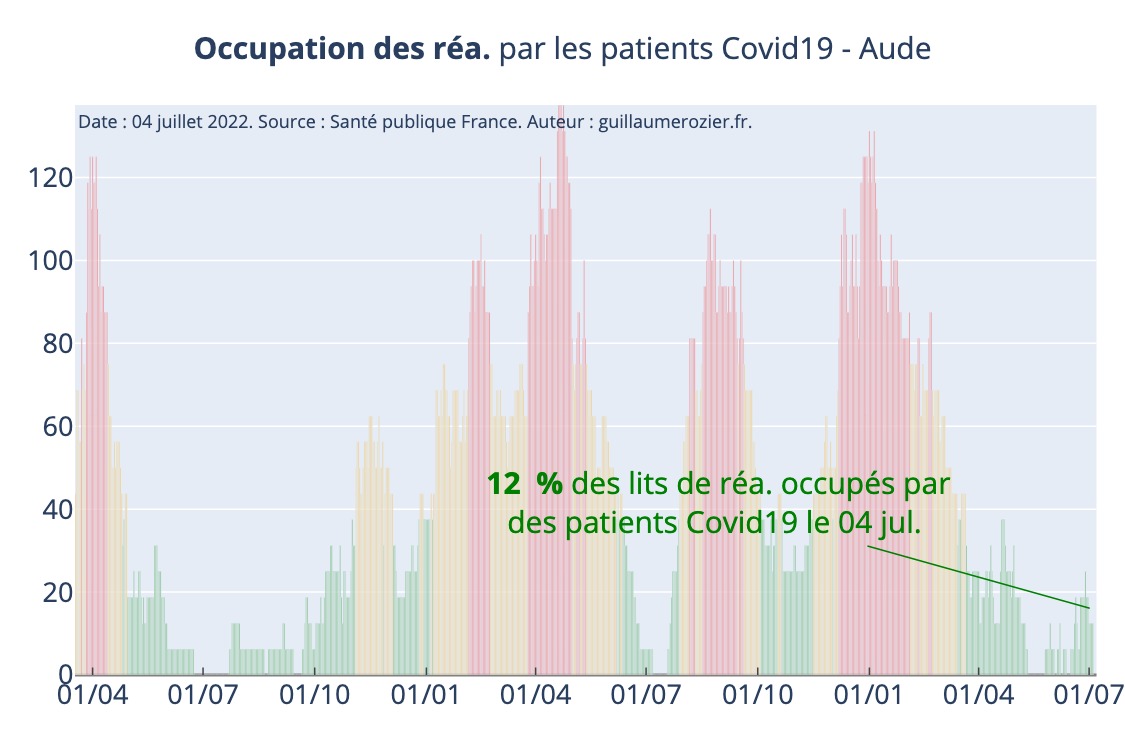 Occupation des réa. par les patients Covid19 - Aude
Date : 04 juillet 2022. Source : Santé publique France. Auteur : guillaumerozier.fr.
120
100
80
60
40
20
0
12 % des lits de réa. occupés par
des patients Covid19 le 04 jul.
01/04 01/07 01/10 01/01 01/04 01/07 01/10 01/01 01/04 01/07